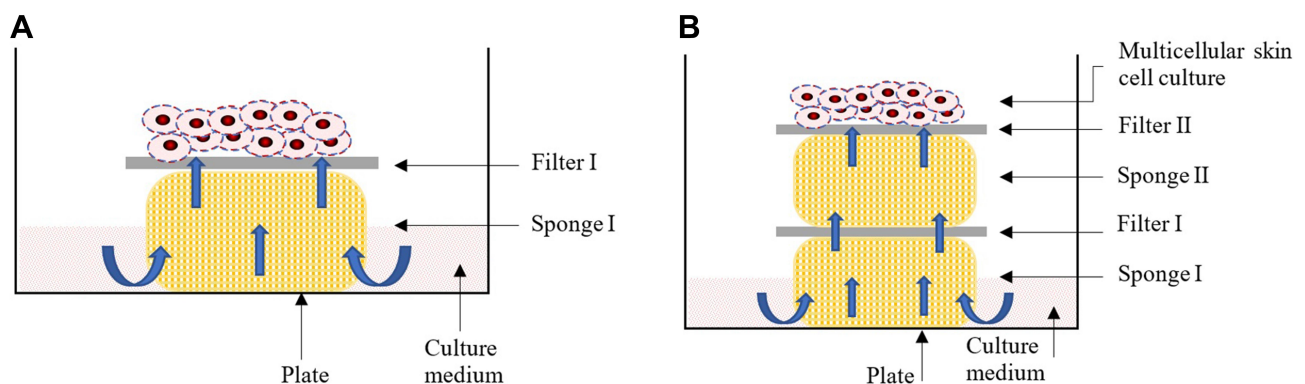 A
Filter I
Sponge I
Culture
medium
Plate
B
Multicellular skin
cell culture
Filter II
Sponge II
Filter I
Sponge I
Culture
medium
Plate